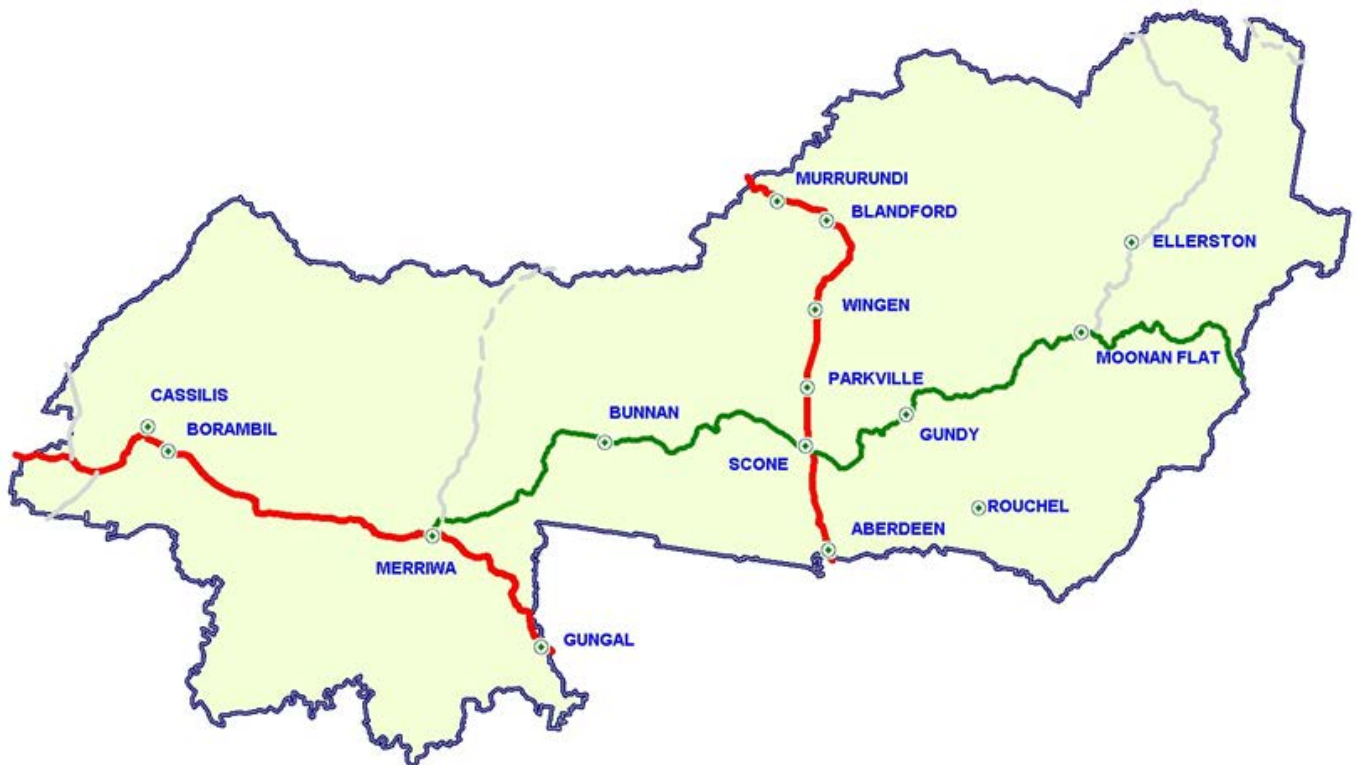 MURRURUNDI
BLANDFORD
ELLERSTON
WINGEN
MOONAN FLAT
PARKVILLE
CASSILIS
BUNNAN
BORAMBIL
GUNDY
SCONE
ROUCHEL
ABERDEEN
MERRIWA
GUNGAL